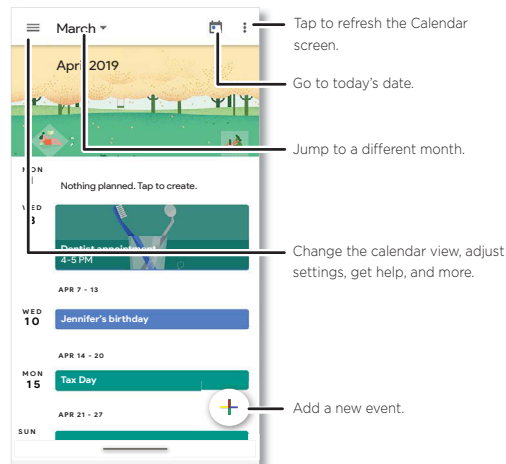 March
Tap to refresh the Calendar
screen.
April 2019
Go to today's date.
Jump to a different month.
MON
1
Nothing planned. Tap to create.
WED
3
Dentist appointment
4-5 PM
Change the calendar view, adjust
settings, get help, and more.
APR 7 - 13
WED
10
Jennifer's birthday
APR 14 - 20
MON
15
Tax Day
Add a new event.
APR 21 - 27
SUN